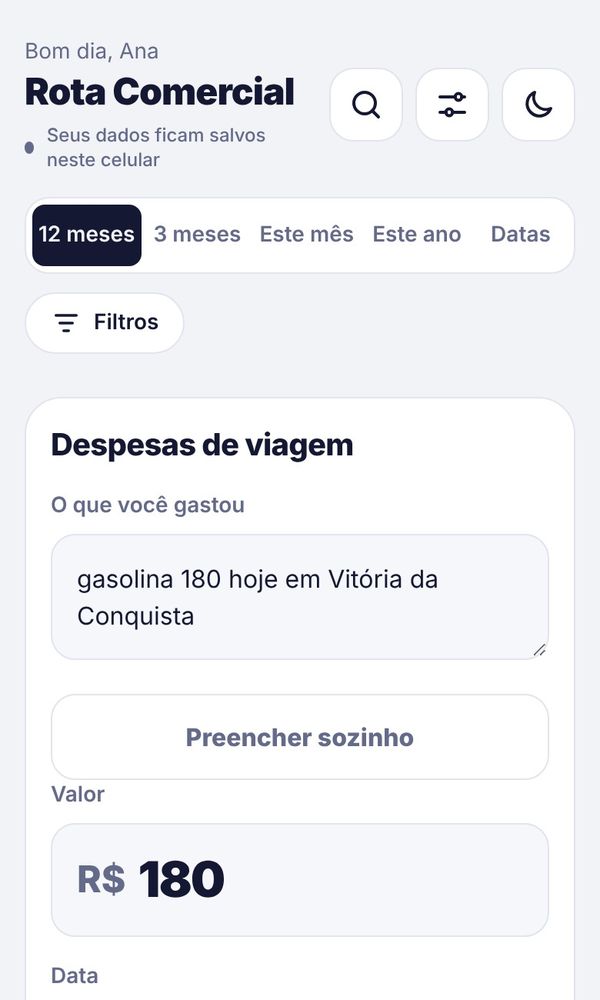 Bom dia, Ana
Rota Comercial
Seus dados ficam salvos
neste celular
12 meses 3 meses Este mês Este ano Datas
Filtros
Despesas de viagem
O que você gastou
gasolina 180 hoje em Vitória da
Conquista
Preencher sozinho
Valor
R$ 180
Data